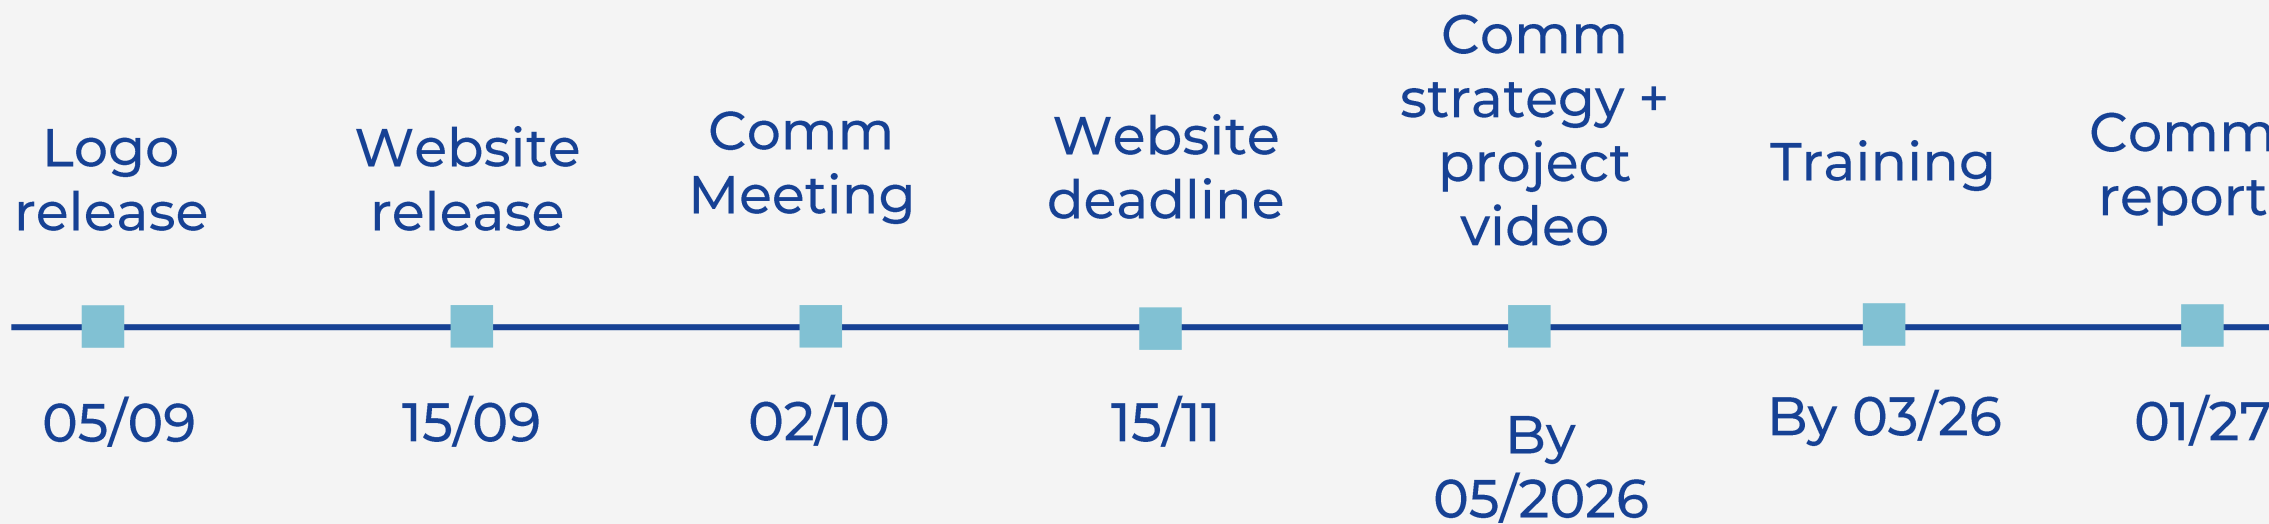 Logo
release
05/09
Website
release
15/09
Comm
Meeting
02/10
Website
deadline
15/11
Comm
strategy +
project
video
By
05/2026
Training
By 03/26
Comm
report
01/27